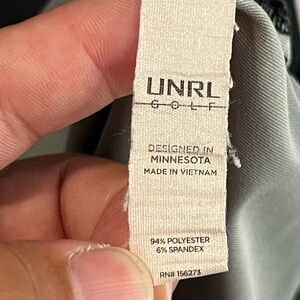 UNRL
GOLF
DESIGNED IN
MINNESOTA
MADE IN VIETNAM
94% POLYESTER
6% SPANDEX
RN# 156273